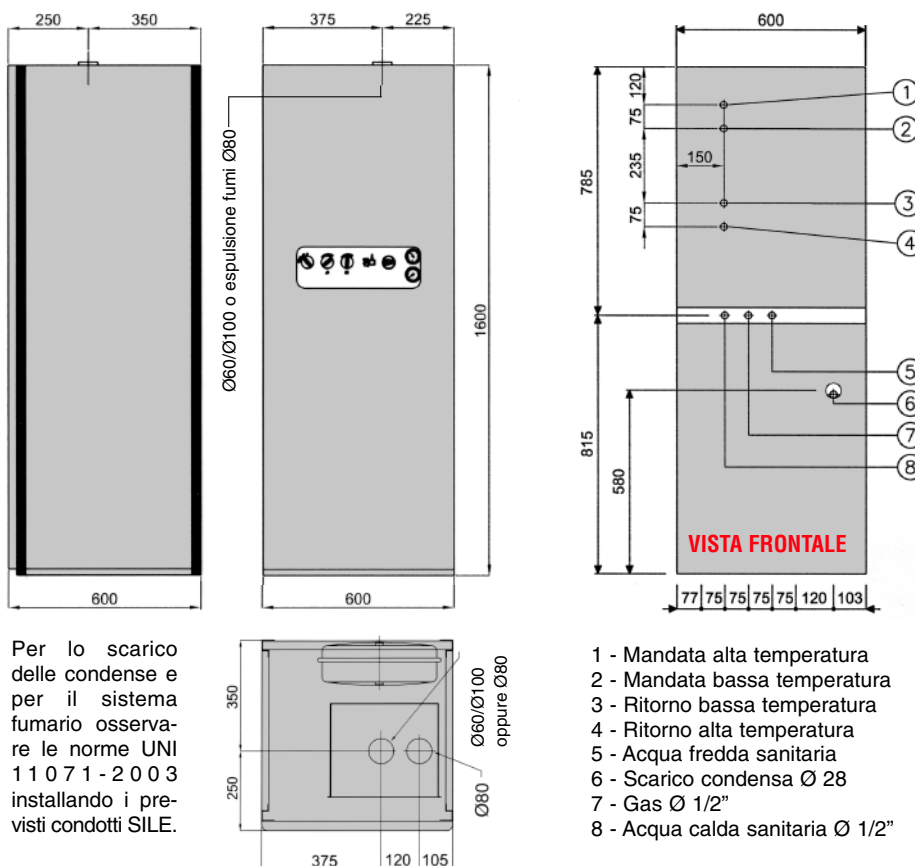 250
350
375
225
600
Ø60/Ø100 o espulsione fumi Ø80
1600
120
75
235
75
150
785
815
580
1
2
3
4
5
6
7
8
VISTA FRONTALE
600
600
77 75 75 75 75 120 103
Per lo scarico
delle condense e
per il sistema
fumario osserva-
re le norme UNI
11071-2003
installando i pre-
visti condotti SILE.
350
250
Ø60/Ø100
oppure Ø80
Ø80
375
120
105
1 - Mandata alta temperatura
2 - Mandata bassa temperatura
3 - Ritorno bassa temperatura
4 - Ritorno alta temperatura
5 - Acqua fredda sanitaria
6 - Scarico condensa Ø 28
7 - Gas Ø 1/2”
8 - Acqua calda sanitaria Ø 1/2”